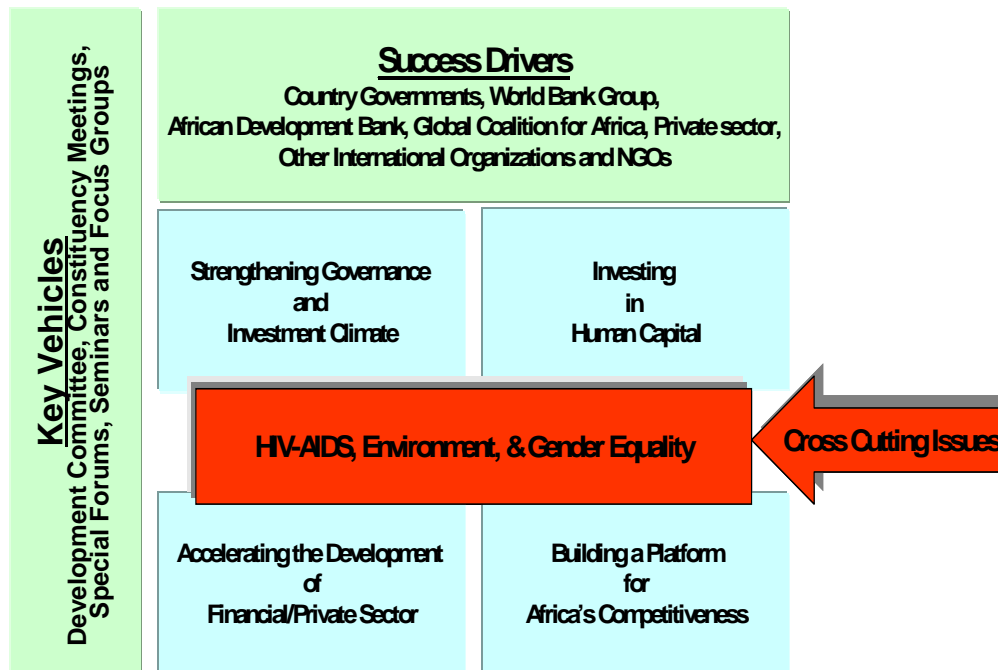 Key Vehicles
Development Committee, Constituency Meetings,
Special Forums, Seminars and Focus Groups
Success Drivers
Country Governments, World Bank Group,
African Development Bank, Global Coalition for Africa, Private sector,
Other International Organizations and NGOs
Strengthening Governance
and
Investment Climate
Investing
in
Human Capital
HIV-AIDS, Environment, & Gender Equality
Cross Cutting Issues
Accelerating the Development
of
Financial/Private Sector
Building a Platform
for
Africa's Competitiveness